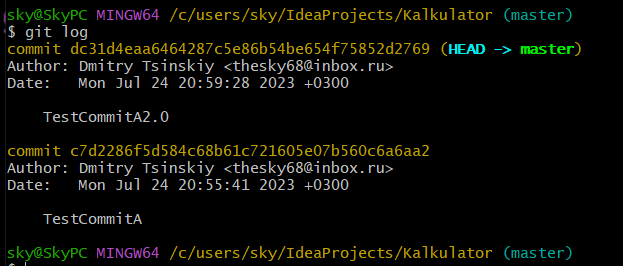 sky@SkyPC MINGW64 /c/users/sky/IdeaProjects/Kalkulator (master)
$ git log
commit dc31d4eaa6464287c5e86b54be654f75852d2769 (HEAD -> master)
Author: Dmitry Tsinskiy <thesky68@inbox.ru>
Date:   Mon Jul 24 20:59:28 2023 +0300
    TestCommitA2.0
commit c7d2286f5d584c68b61c721605e07b560c6a6aa2
Author: Dmitry Tsinskiy <thesky68@inbox.ru>
Date:   Mon Jul 24 20:55:41 2023 +0300
    TestCommitA
sky@SkyPC MINGW64 /c/users/sky/IdeaProjects/Kalkulator (master)